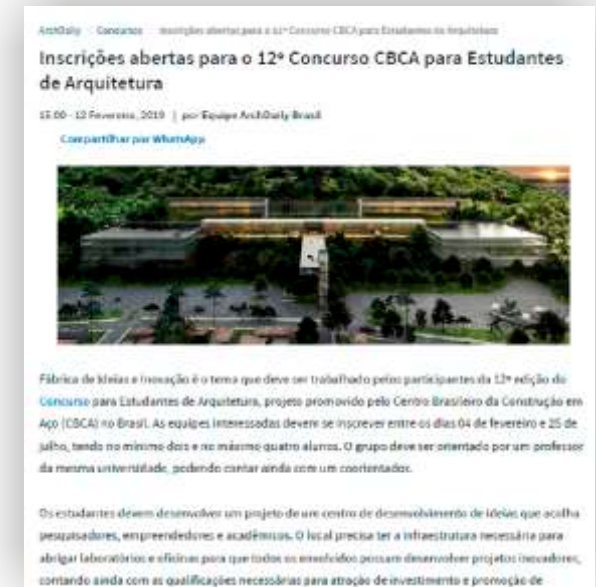 ArchDaily Concursos Inscrições abertas para o 12º Concurso CBCA para Estudantes de Arquitetura
Inscrições abertas para o 12º Concurso CBCA para Estudantes
de Arquitetura
15:00 - 12 Fevereiro, 2019 | por Equipe ArchDaily Brasil
Compartilhar por WhatsApp
Fábrica de Ideias e Inovação é o tema que deve ser trabalhado pelos participantes da 12ª edição do
Concurso para Estudantes de Arquitetura, projeto promovido pelo Centro Brasileiro da Construção em
Aço (CBCA) no Brasil. As equipes interessadas devem se inscrever entre os dias 04 de fevereiro e 25 de
julho, tendo no mínimo dois e no máximo quatro alunos. O grupo deve ser orientado por um professor
da mesma universidade, podendo contar ainda com um coorientador.
Os estudantes devem desenvolver um projeto de um centro de desenvolvimento de ideias que acolha
pesquisadores, empreendedores e acadêmicos. O local precisa ter a infraestrutura necessária para
abrigar laboratórios e oficinas para que todos os envolvidos possam desenvolver projetos inovadores,
contando ainda com as qualificações necessárias para atração de investimento e promoção de